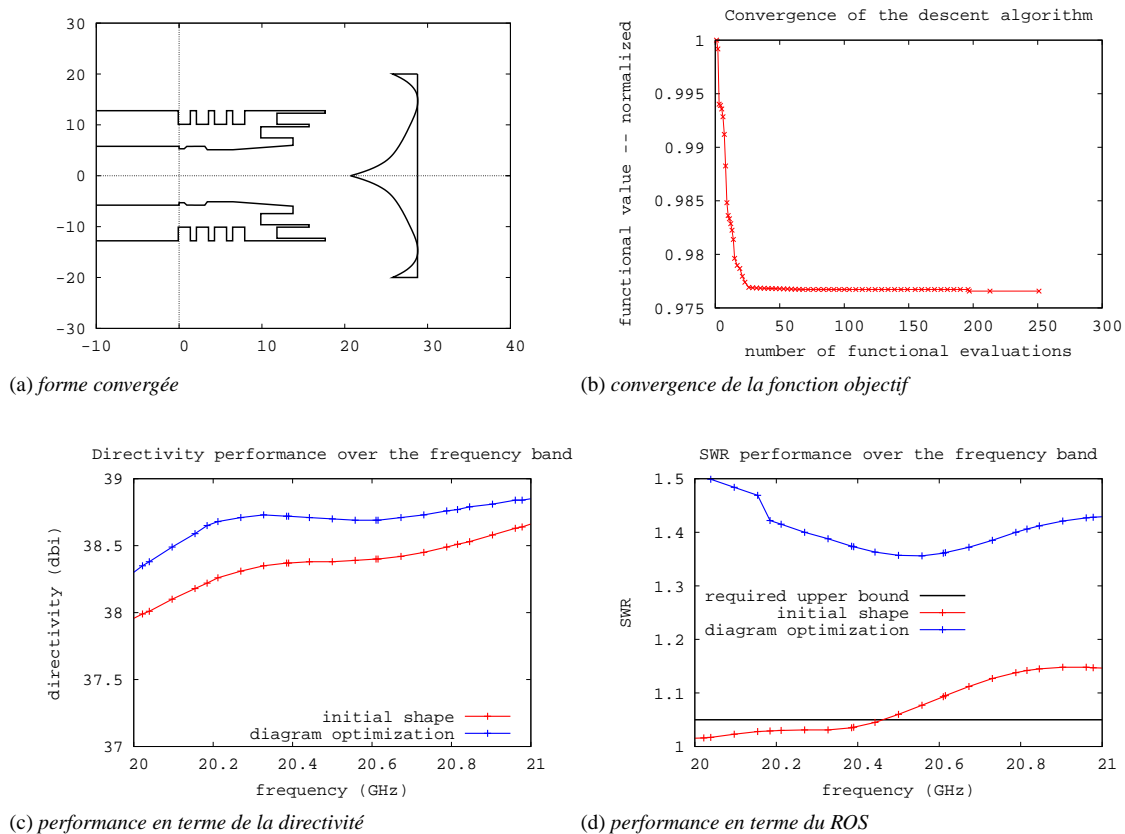 30
20
10
0
-10
-20
-30
-10
0
10
20
30
40
(a) forme convergée
Convergence of the descent algorithm
functional value -- normalized
1
0.995
0.99
0.985
0.98
0.975
0
50
100
150
200
250
300
number of functional evaluations
(b) convergence de la fonction objectif
Directivity performance over the frequency band
directivity (dbi)
39
38.5
38
37.5
37
initial shape
diagram optimization
20
20.2
20.4
20.6
20.8
21
frequency (GHz)
(c) performance en terme de la directivité
SWR performance over the frequency band
SWR
1.5
1.4
1.3
1.2
1.1
1
required upper bound
initial shape
diagram optimization
20
20.2
20.4
20.6
20.8
21
frequency (GHz)
(d) performance en terme du ROS